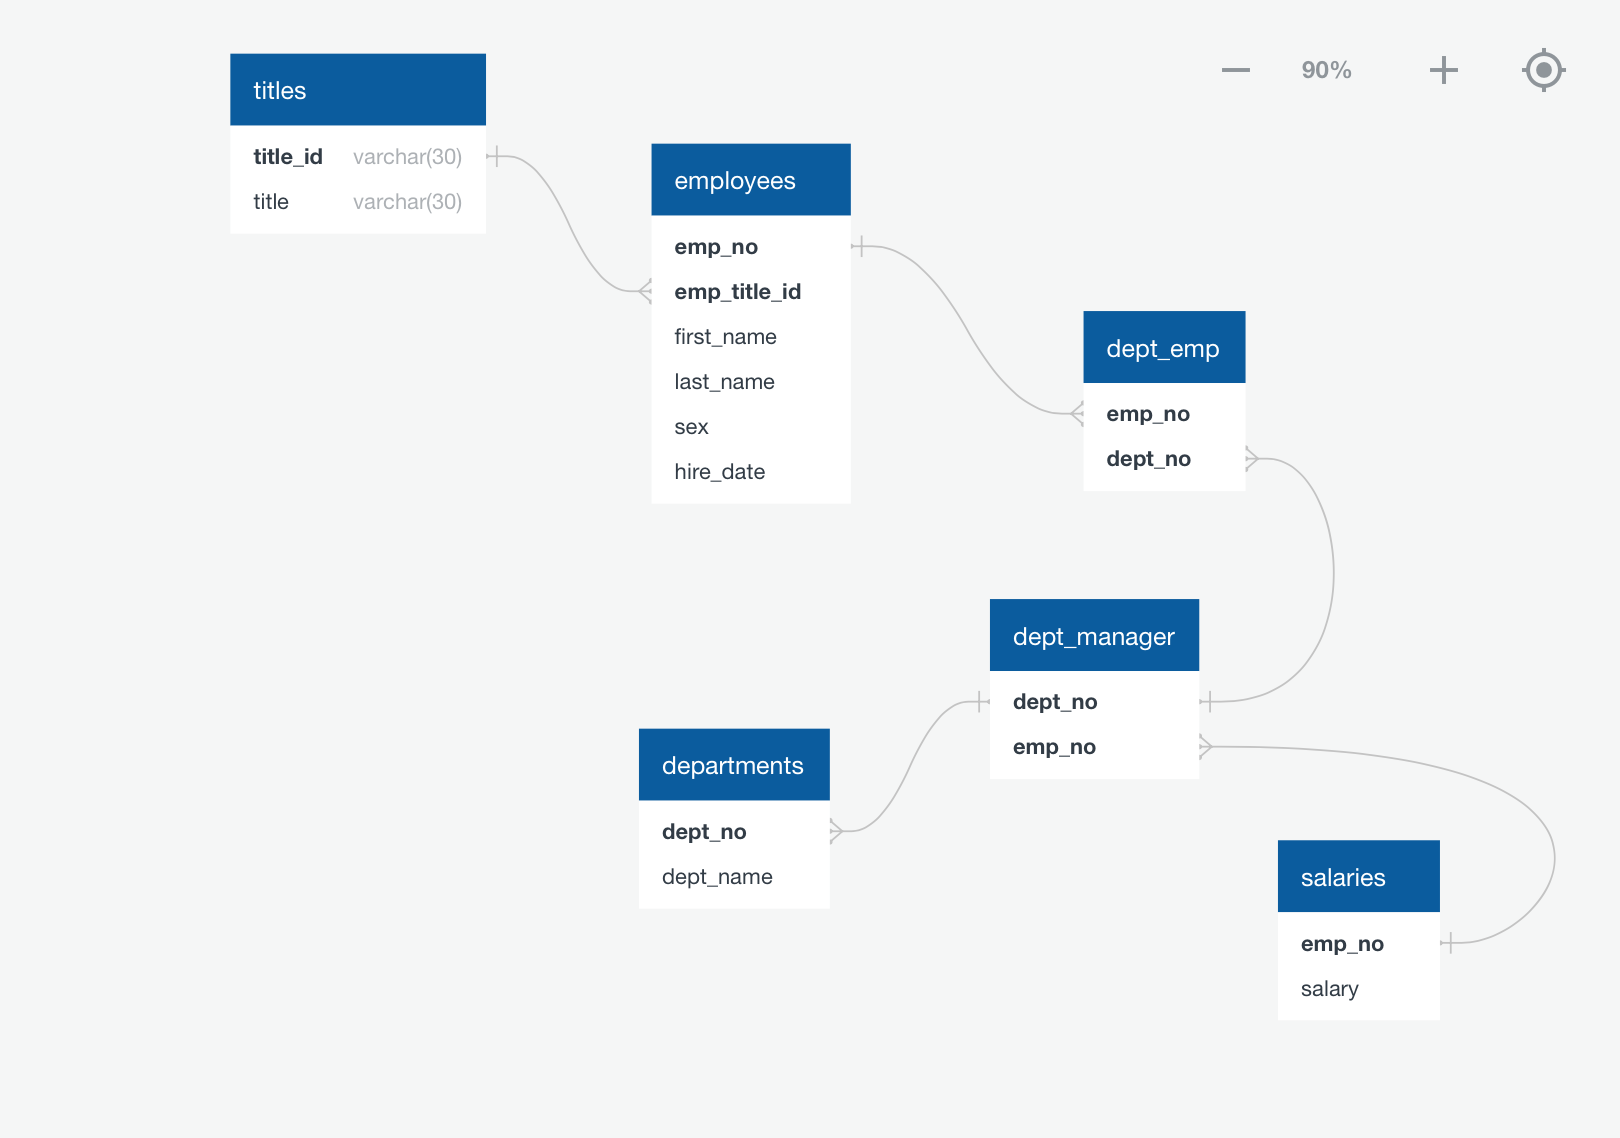 90%
titles
title_id varchar(30)
title varchar(30)
employees
emp_no
emp_title_id
first_name
last_name
sex
hire_date
dept_emp
emp_no
dept_no
dept_manager
dept_no
emp_no
departments
dept_no
dept_name
salaries
emp_no
salary